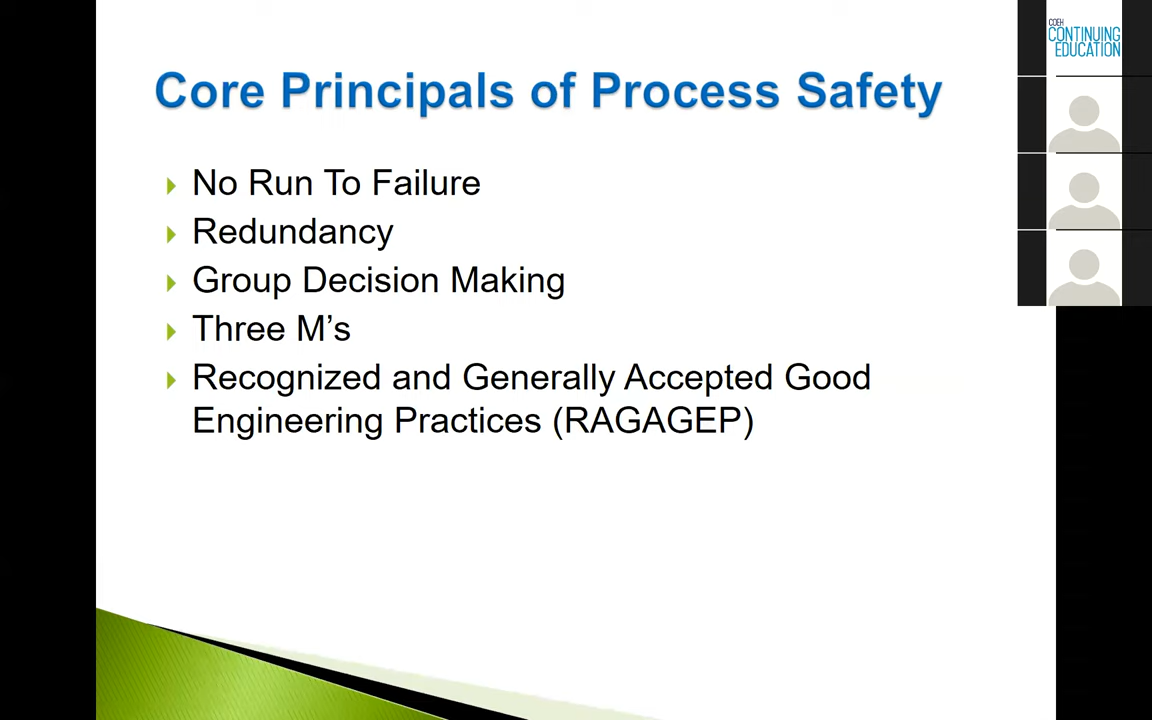 Core Principals of Process Safety
No Run To Failure
Redundancy
Group Decision Making
Three M’s
Recognized and Generally Accepted Good
Engineering Practices (RAGAGEP)
COEH
CONTINUING
EDUCATION